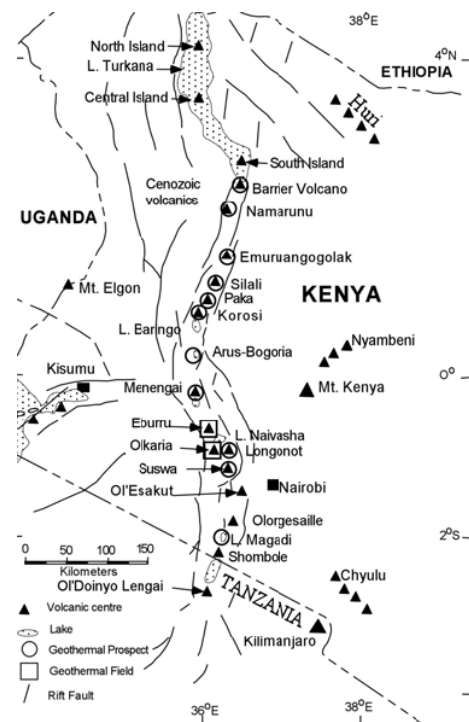 38°E
North Island
4°N
L. Turkana
ETHIOPIA
Central Island
Huri
South Island
Cenozoic
volcanics
Barrier Volcano
Namarunu
UGANDA
Emuruangogolak
Silali
Mt. Elgon
Paka
KENYA
Korosi
L. Baringo
Nyambeni
Arus-Bogoria
Kisumu
0°
Menengai
Mt. Kenya
Eburru
L. Naivasha
Olkaria
Longonot
Suswa
Nairobi
Ol'Esakut
Olorgesaille
2°S
L. Magadi
0 50 100 150
Kilometers
Shombole
Ol'Doinyo Lengai
TANZANIA
Chyulu
Volcanic centre
Lake
Kilimanjaro
Geothermal Prospect
Geothermal Field
Rift Fault
36°E
38°E